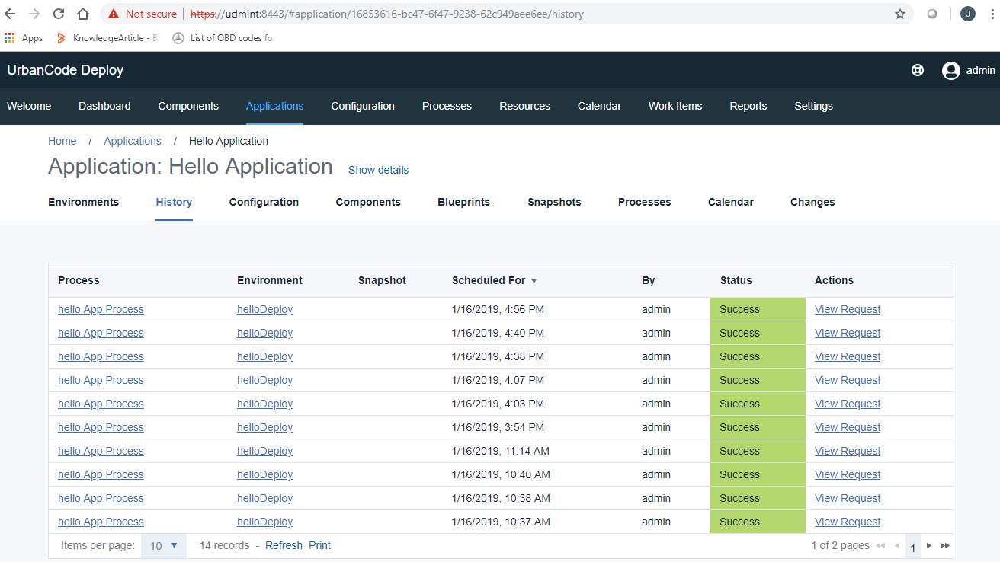 Not secure | https://udmint:8443/#application/16853616-bc47-6f47-9238-62c949aee6ee/history J
Apps KnowledgeArticle - B List of OBD codes for
UrbanCode Deploy admin
Welcome Dashboard Components Applications Configuration Processes Resources Calendar Work Items Reports Settings
Home / Applications / Hello Application
Application: Hello Application Show details
Environments History Configuration Components Blueprints Snapshots Processes Calendar Changes
Process Environment Snapshot Scheduled For By Status Actions
hello App Process helloDeploy 1/16/2019, 4:56 PM admin Success View Request
hello App Process helloDeploy 1/16/2019, 4:40 PM admin Success View Request
hello App Process helloDeploy 1/16/2019, 4:38 PM admin Success View Request
hello App Process helloDeploy 1/16/2019, 4:07 PM admin Success View Request
hello App Process helloDeploy 1/16/2019, 4:03 PM admin Success View Request
hello App Process helloDeploy 1/16/2019, 3:54 PM admin Success View Request
hello App Process helloDeploy 1/16/2019, 11:14 AM admin Success View Request
hello App Process helloDeploy 1/16/2019, 10:40 AM admin Success View Request
hello App Process helloDeploy 1/16/2019, 10:38 AM admin Success View Request
hello App Process helloDeploy 1/16/2019, 10:37 AM admin Success View Request
Items per page: 10 14 records - Refresh Print 1 of 2 pages 1